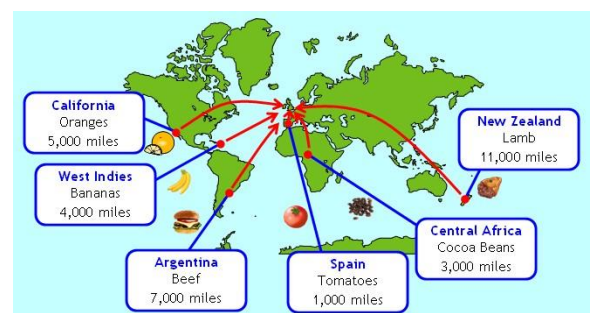 California
Oranges
5,000 miles
West Indies
Bananas
4,000 miles
Argentina
Beef
7,000 miles
Spain
Tomatoes
1,000 miles
Central Africa
Cocoa Beans
3,000 miles
New Zealand
Lamb
11,000 miles